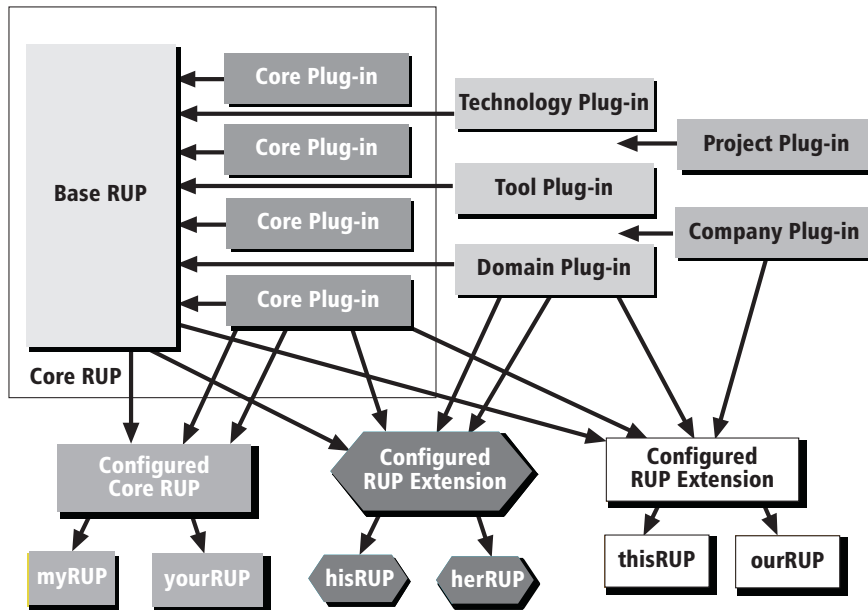 Core Plug-in
Technology Plug-in
Core Plug-in
Project Plug-in
Base RUP
Tool Plug-in
Core Plug-in
Company Plug-in
Domain Plug-in
Core Plug-in
Core RUP
Configured
Core RUP
Configured
RUP Extension
Configured
RUP Extension
myRUP
yourRUP
hisRUP
herRUP
thisRUP
ourRUP